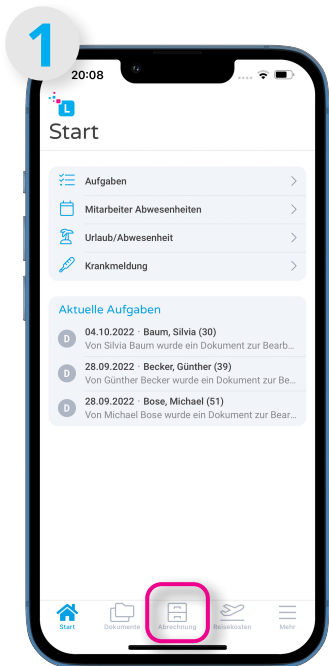 1
20:08
L
Start
Aufgaben
Mitarbeiter Abwesenheiten
Urlaub/Abwesenheit
Krankmeldung
Aktuelle Aufgaben
D
04.10.2022 · Baum, Silvia (30)
Von Silvia Baum wurde ein Dokument zur Bearb...
D
28.09.2022 · Becker, Günther (39)
Von Günther Becker wurde ein Dokument zur Be...
D
28.09.2022 · Bose, Michael (51)
Von Michael Bose wurde ein Dokument zur Bear...
Start Dokumente Abrechnung Reisekosten Mehr